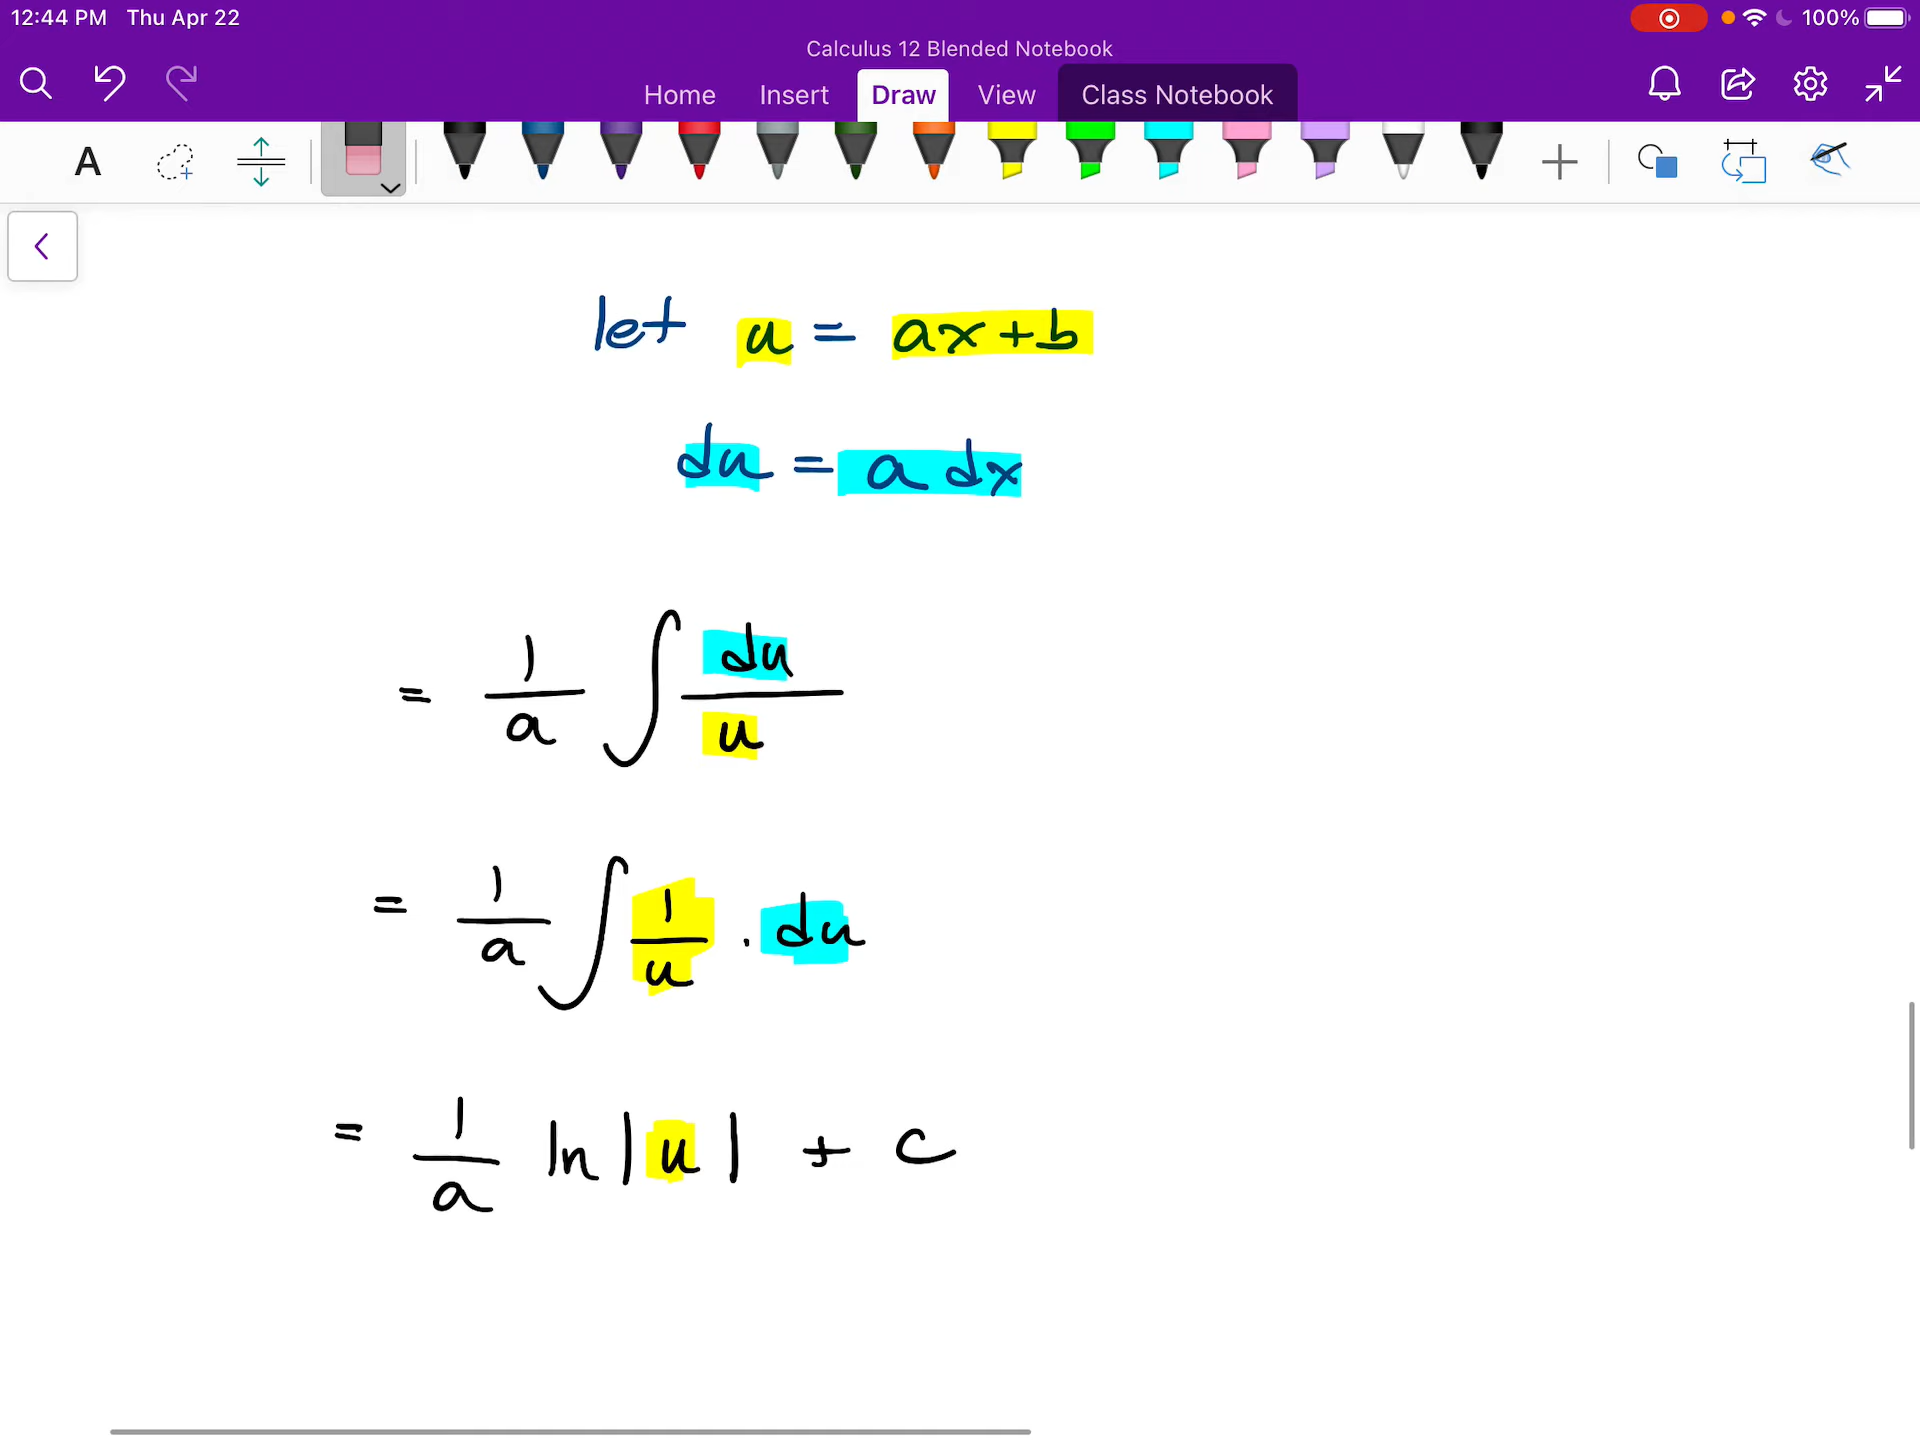 12:44 PM Thu Apr 22 100%
Calculus 12 Blended Notebook
Home Insert Draw View Class Notebook
A
let u = ax + b
du = a dx
= 1/a ∫ du/u
= 1/a ∫ 1/u · du
= 1/a ln |u| + c